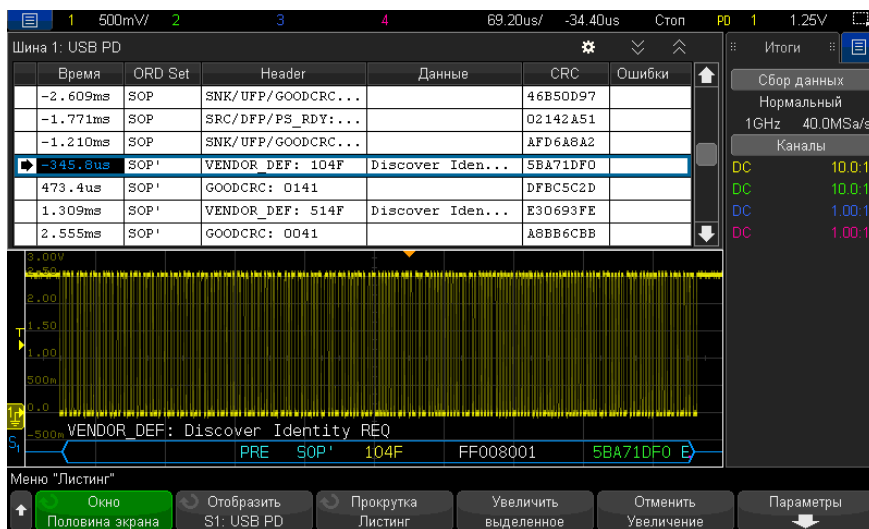 1 500mV/ 2 3 4 69.20us/ -34.40us Стоп PD 1 1.25V
Шина 1: USB PD
Итоги
Время ORD Set Header Данные CRC Ошибки
-2.609ms SOP SNK/UFP/GOODCRC... 46B50D97
-1.771ms SOP SRC/DFP/PS_RDY:... 02142A51
-1.210ms SOP SNK/UFP/GOODCRC... AFD6A8A2
-345.8us SOP' VENDOR_DEF: 104F Discover Iden... 5BA71DF0
473.4us SOP' GOODCRC: 0141 DFBC5C2D
1.309ms SOP' VENDOR_DEF: 514F Discover Iden... E30693FE
2.555ms SOP' GOODCRC: 0041 A8BB6CBB
Сбор данных
Нормальный
1GHz 40.0MSa/s
Каналы
DC 10.0:1
DC 10.0:1
DC 1.00:1
DC 1.00:1
3.00V
2.00
1.50
1.00
500m
0.0
-500m
VENDOR_DEF: Discover Identity REQ
S1 PRE SOP' 104F FF008001 5BA71DF0 E
Меню "Листинг"
Окно
Половина экрана
Отобразить
S1: USB PD
Прокрутка
Листинг
Увеличить
выделенное
Отменить
Увеличение
Параметры